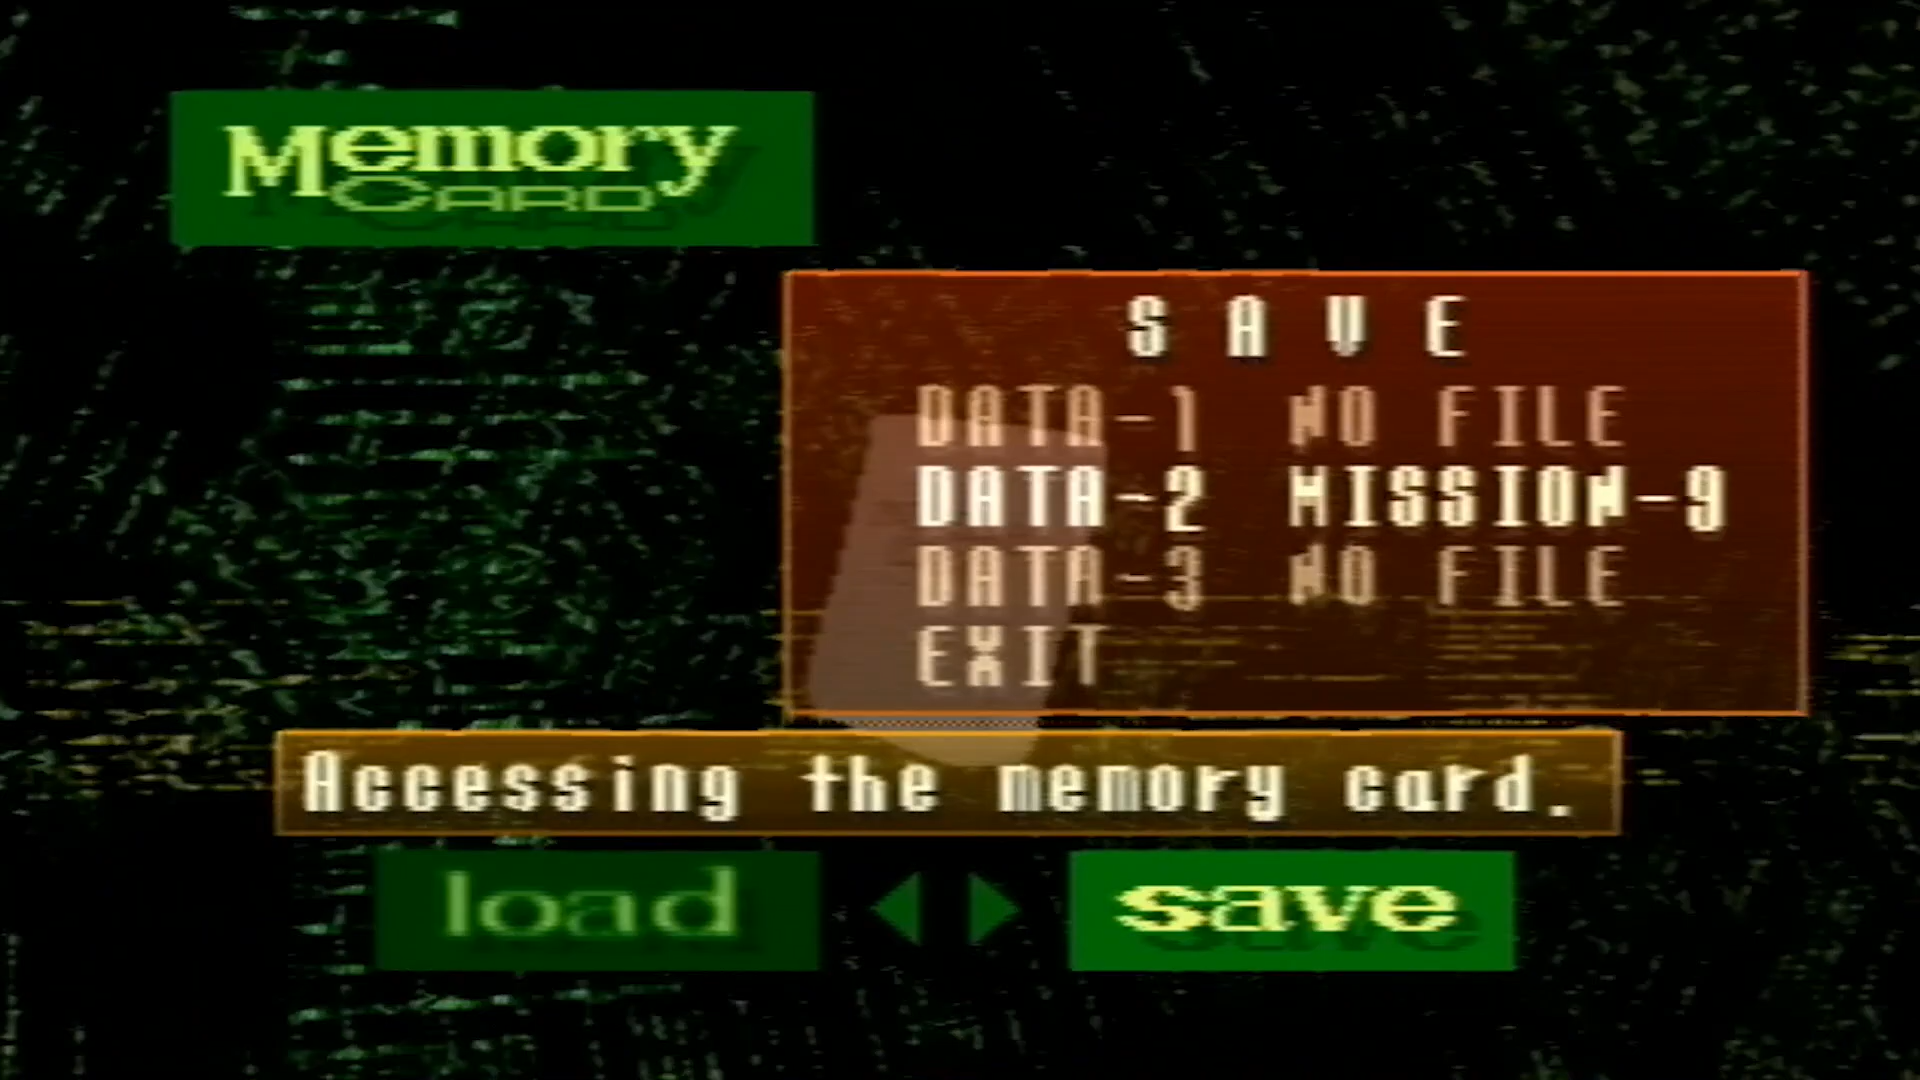 Memory
CARD
SAVE
DATA-1 NO FILE
DATA-2 MISSION-9
DATA-3 NO FILE
EXIT
Accessing the memory card.
load
save